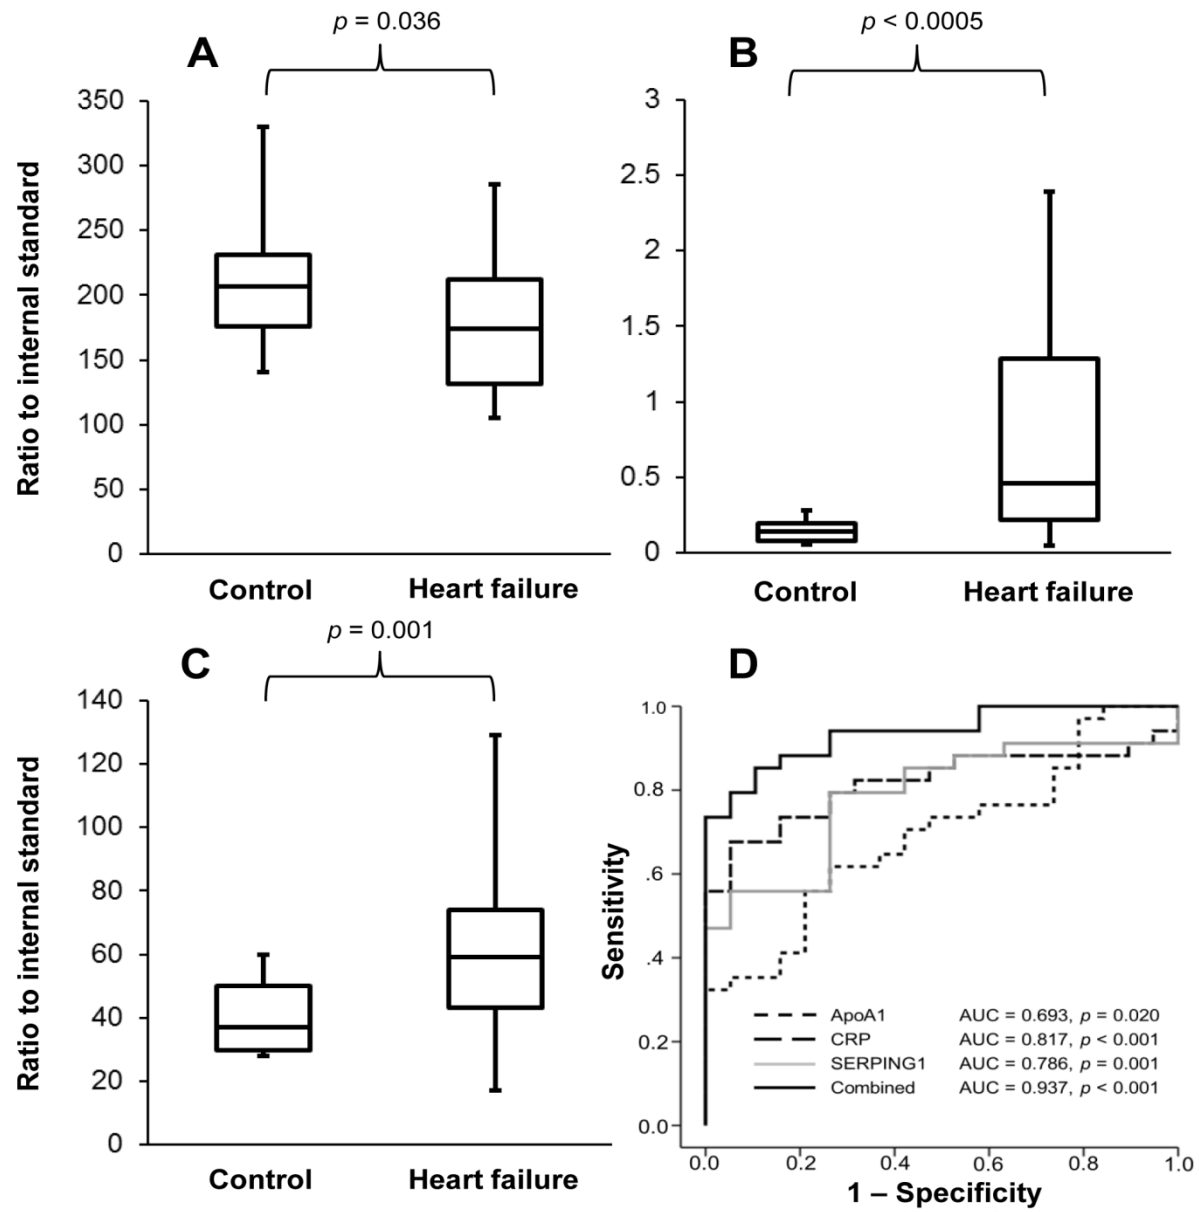 A
p = 0.036
Ratio to internal standard
350
300
250
200
150
100
50
0
Control
Heart failure
B
p < 0.0005
3
2.5
2
1.5
1
0.5
0
Control
Heart failure
C
p = 0.001
Ratio to internal standard
140
120
100
80
60
40
20
0
Control
Heart failure
D
Sensitivity
1.0
0.8
.6
.4
0.2
0.0
ApoA1 AUC = 0.693, p = 0.020
CRP AUC = 0.817, p < 0.001
SERPING1 AUC = 0.786, p = 0.001
Combined AUC = 0.937, p < 0.001
0.0 0.2 0.4 0.6 0.8 1.0
1 – Specificity